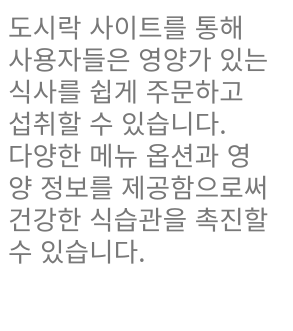 도시락 사이트를 통해
사용자들은 영양가 있는
식사를 쉽게 주문하고
섭취할 수 있습니다.
다양한 메뉴 옵션과 영
양 정보를 제공함으로써
건강한 식습관을 촉진할
수 있습니다.